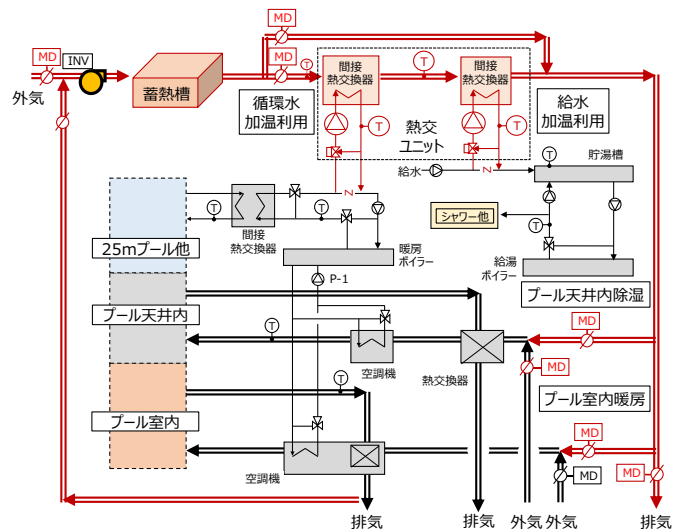 MD
MD
INV
MD
T
間接
熱交換器
T
間接
熱交換器
外気
蓄熱槽
循環水
加温利用
T
熱交
ユニット
T
給水
加温利用
給水
T
貯湯槽
シャワー他
T
給湯
ボイラー
T
間接
熱交換器
T
25mプール他
暖房
ボイラー
P-1
プール天井内除湿
プール天井内
T
空調機
熱交換器
MD
MD
T
プール室内暖房
プール室内
MD
MD
MD
空調機
排気
排気
外気
外気
排気